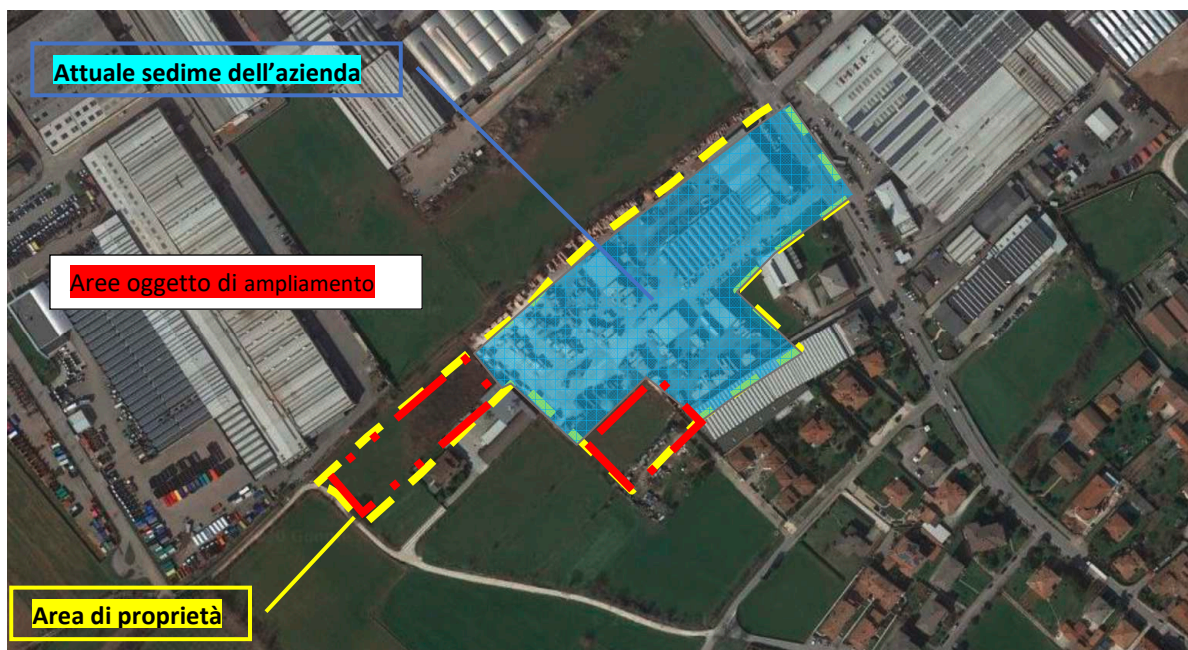 Attuale sedime dell’azienda
Aree oggetto di ampliamento
Area di proprietà